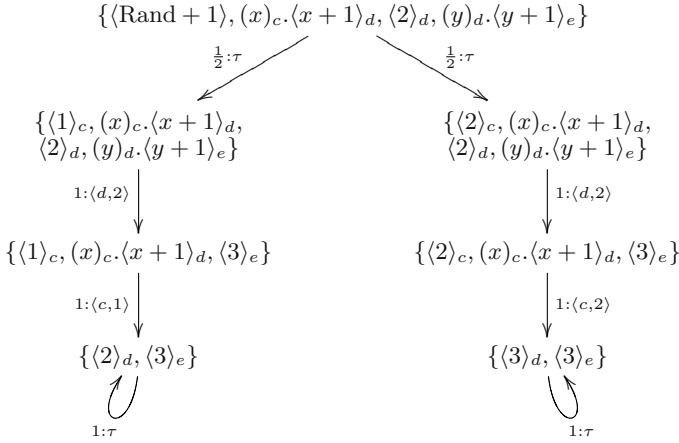 {⟨Rand + 1⟩, (x)_c.⟨x + 1⟩_d, ⟨2⟩_d, (y)_d.⟨y + 1⟩_e}
1/2:τ 1/2:τ
{⟨1⟩_c, (x)_c.⟨x + 1⟩_d, {⟨2⟩_c, (x)_c.⟨x + 1⟩_d,
⟨2⟩_d, (y)_d.⟨y + 1⟩_e} ⟨2⟩_d, (y)_d.⟨y + 1⟩_e}
1:⟨d,2⟩ 1:⟨d,2⟩
{⟨1⟩_c, (x)_c.⟨x + 1⟩_d, ⟨3⟩_e} {⟨2⟩_c, (x)_c.⟨x + 1⟩_d, ⟨3⟩_e}
1:⟨c,1⟩ 1:⟨c,2⟩
{⟨2⟩_d, ⟨3⟩_e} {⟨3⟩_d, ⟨3⟩_e}
1:τ 1:τ